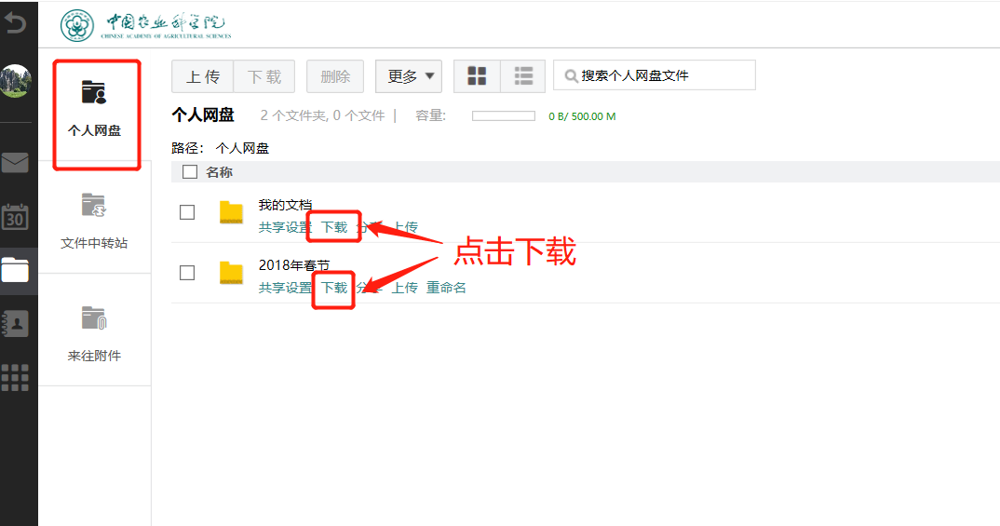 中国农业科学院
CHINESE ACADEMY OF AGRICULTURAL SCIENCES
个人网盘
文件中转站
来往附件
30
上传 下载 删除 更多 搜索个人网盘文件
个人网盘 2 个文件夹, 0 个文件 | 容量: 0 B/ 500.00 M
路径： 个人网盘
名称
我的文档
共享设置 下载 分享 上传
点击下载
2018年春节
共享设置 下载 分享 上传 重命名